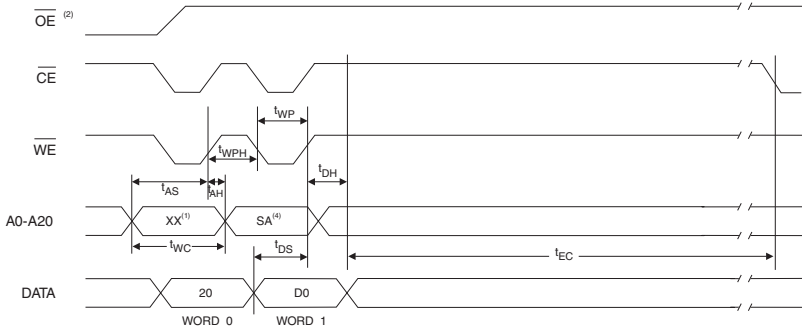 OE (2)
CE
tWP
WE
tWPH
tDH
tAS
tAH
A0-A20
XX(1)
SA(4)
tWC
tDS
tEC
DATA
20
D0
WORD 0
WORD 1